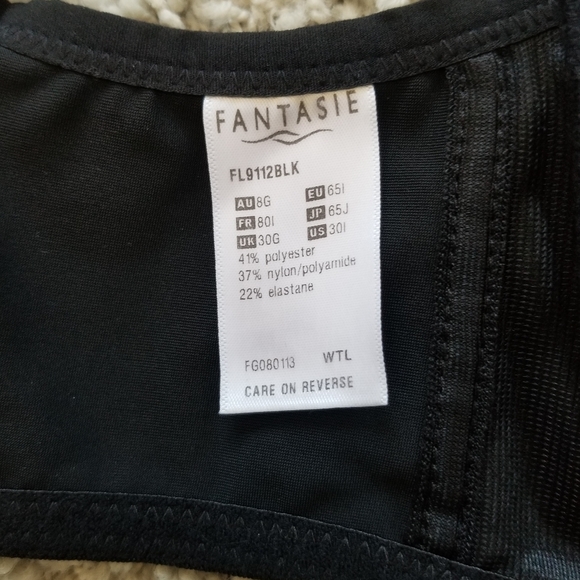 FANTASIE
FL9112BLK
AU 8G EU 65I
FR 80I JP 65J
UK 30G US 30I
41% polyester
37% nylon/polyamide
22% elastane
FG080113 WTL
CARE ON REVERSE